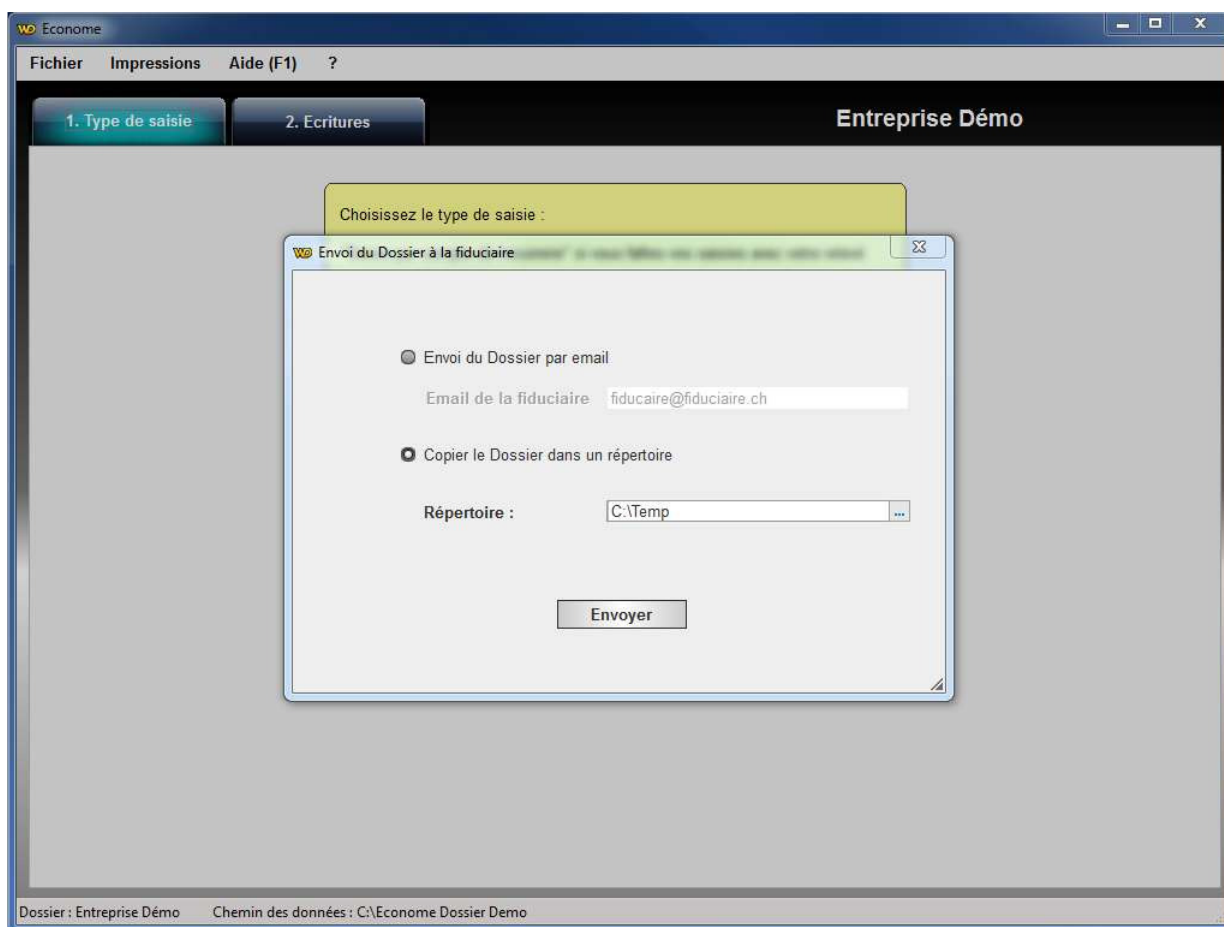 Econome
Fichier Impressions Aide (F1) ?
1. Type de saisie 2. Ecritures Entreprise Démo
Choisissez le type de saisie :
Envoi du Dossier à la fiduciaire
Envoi du Dossier par email
Email de la fiduciaire fiducaire@fiduciaire.ch
Copier le Dossier dans un répertoire
Répertoire : C:\Temp ...
Envoyer
Dossier : Entreprise Démo Chemin des données : C:\Econome Dossier Demo